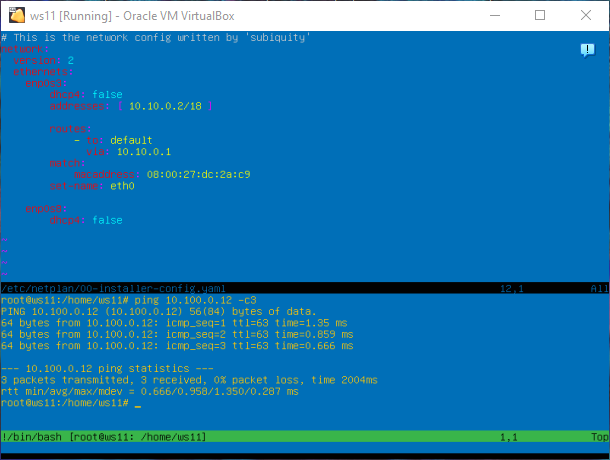 ws11 [Running] - Oracle VM VirtualBox
# This is the network config written by 'subiquity'
network:
version: 2
ethernets:
false
addresses: [ 10.10.0.2/18 ]
routes:
- to: default
via: 10.10.0.1
match:
macaddress: 08:00:27:dc:2a:c9
set-name: eth0
false
~
~
~
~
/etc/netplan/00-installer-config.yaml 12,1 All
root@ws11:/home/ws11# ping 10.100.0.12 -c3
PING 10.100.0.12 (10.100.0.12) 56(84) bytes of data.
64 bytes from 10.100.0.12: icmp_seq=1 ttl=63 time=1.35 ms
64 bytes from 10.100.0.12: icmp_seq=2 ttl=63 time=0.859 ms
64 bytes from 10.100.0.12: icmp_seq=3 ttl=63 time=0.666 ms
--- 10.100.0.12 ping statistics ---
3 packets transmitted, 3 received, 0% packet loss, time 2004ms
rtt min/avg/max/mdev = 0.666/0.958/1.350/0.287 ms
root@ws11:/home/ws11# _
!/bin/bash [root@ws11: /home/ws11] 1,1 Top